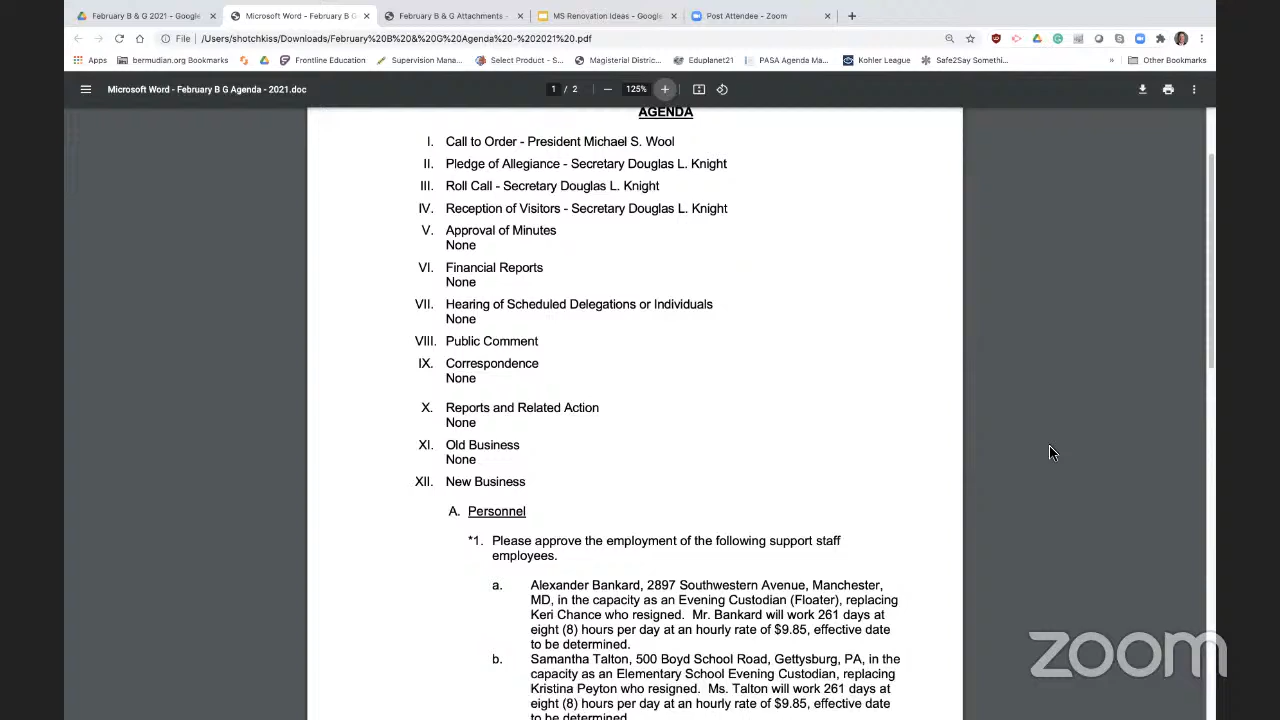 February B & G 2021 - Google
Microsoft Word - February B G
February B & G Attachments -
MS Renovation Ideas - Google
Post Attendee - Zoom
File
/Users/shotchkiss/Downloads/February%20B%20&%20G%20Agenda%20-%202021%20.pdf
Apps
bermudian.org Bookmarks
Frontline Education
Supervision Mana...
Select Product - S...
Magisterial Distric...
Eduplanet21
PASA Agenda Ma...
Kohler League
Safe2Say Somethi...
»
Other Bookmarks
Microsoft Word - February B G Agenda - 2021.doc
1 / 2
125%
AGENDA
I. Call to Order - President Michael S. Wool
II. Pledge of Allegiance - Secretary Douglas L. Knight
III. Roll Call - Secretary Douglas L. Knight
IV. Reception of Visitors - Secretary Douglas L. Knight
V. Approval of Minutes
None
VI. Financial Reports
None
VII. Hearing of Scheduled Delegations or Individuals
None
VIII. Public Comment
IX. Correspondence
None
X. Reports and Related Action
None
XI. Old Business
None
XII. New Business
A. Personnel
*1. Please approve the employment of the following support staff
employees.
a. Alexander Bankard, 2897 Southwestern Avenue, Manchester,
MD, in the capacity as an Evening Custodian (Floater), replacing
Keri Chance who resigned. Mr. Bankard will work 261 days at
eight (8) hours per day at an hourly rate of $9.85, effective date
to be determined.
b. Samantha Talton, 500 Boyd School Road, Gettysburg, PA, in the
capacity as an Elementary School Evening Custodian, replacing
Kristina Peyton who resigned. Ms. Talton will work 261 days at
eight (8) hours per day at an hourly rate of $9.85, effective date
to be determined.
zoom